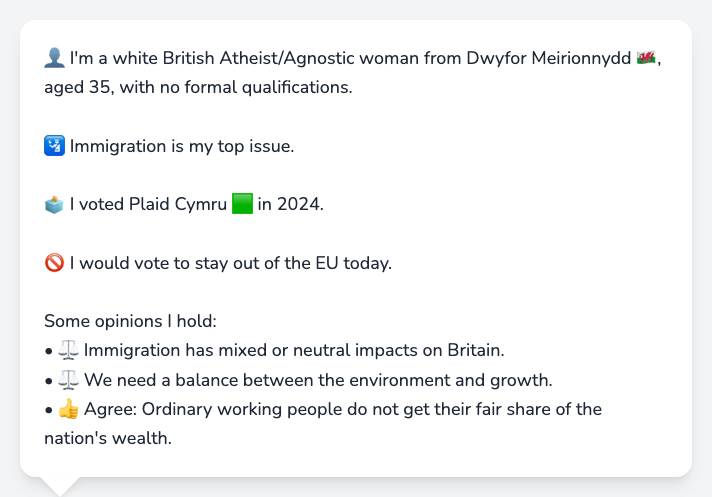 👤 I'm a white British Atheist/Agnostic woman from Dwyfor Meirionnydd 🏴󠁧󠁢󠁷󠁬󠁳󠁿,
aged 35, with no formal qualifications.
🛂 Immigration is my top issue.
🗳️ I voted Plaid Cymru 🟩 in 2024.
🚫 I would vote to stay out of the EU today.
Some opinions I hold:
• ⚖️ Immigration has mixed or neutral impacts on Britain.
• ⚖️ We need a balance between the environment and growth.
• 👍 Agree: Ordinary working people do not get their fair share of the
nation's wealth.